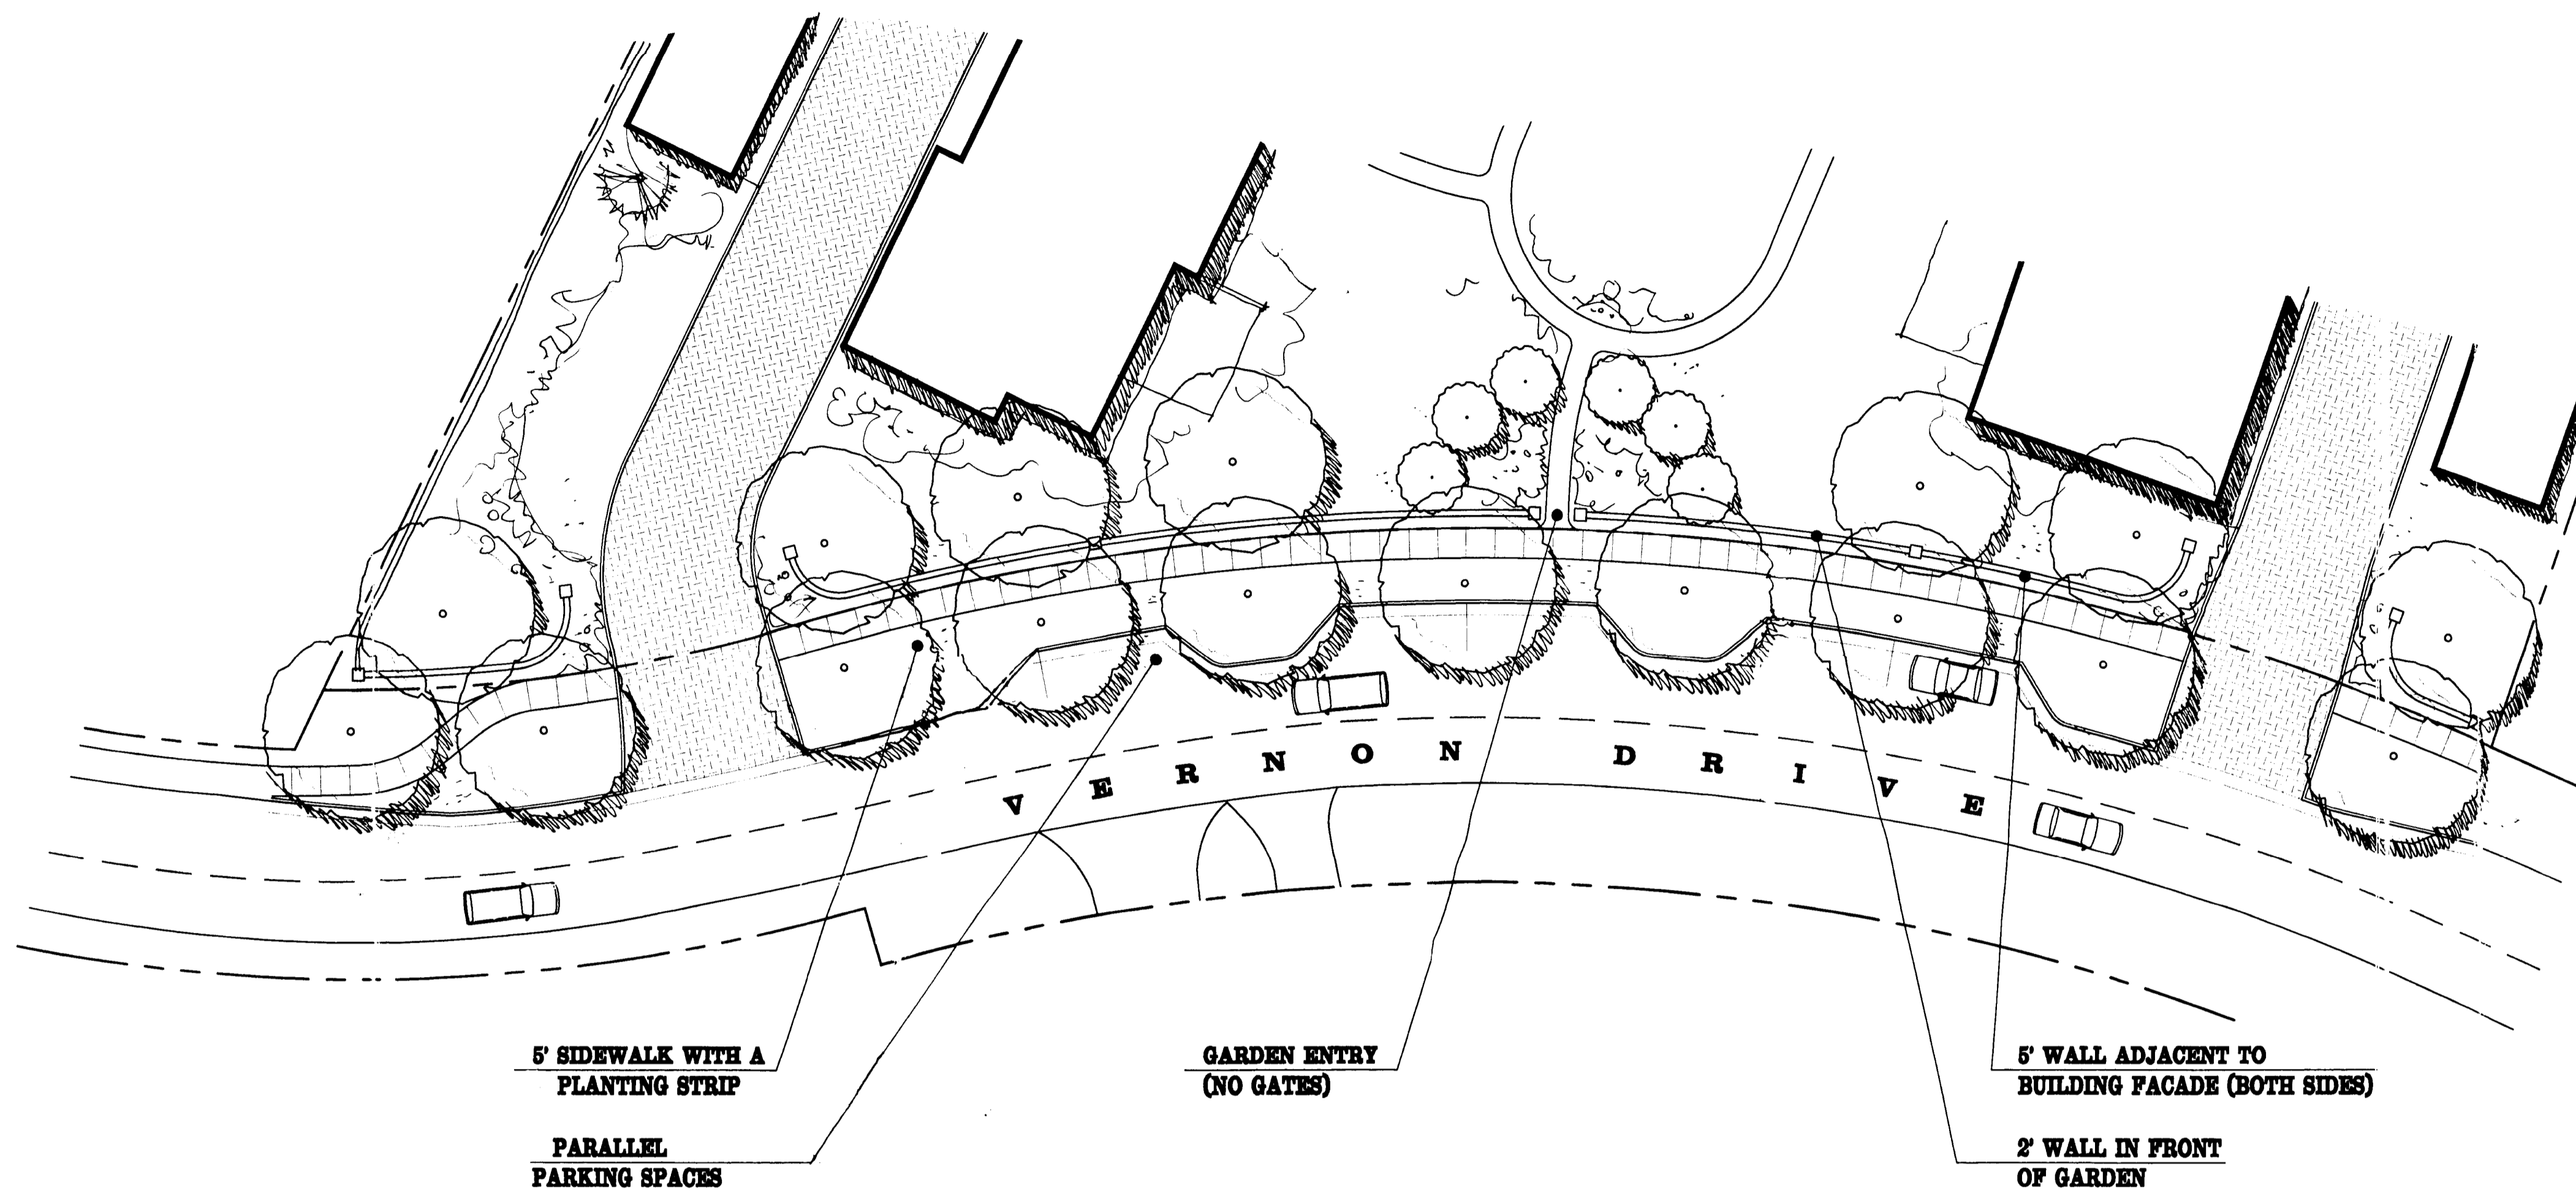 VERNON DRIVE
5' SIDEWALK WITH A
PLANTING STRIP
PARALLEL
PARKING SPACES
GARDEN ENTRY
(NO GATES)
5' WALL ADJACENT TO
BUILDING FACADE (BOTH SIDES)
2' WALL IN FRONT
OF GARDEN